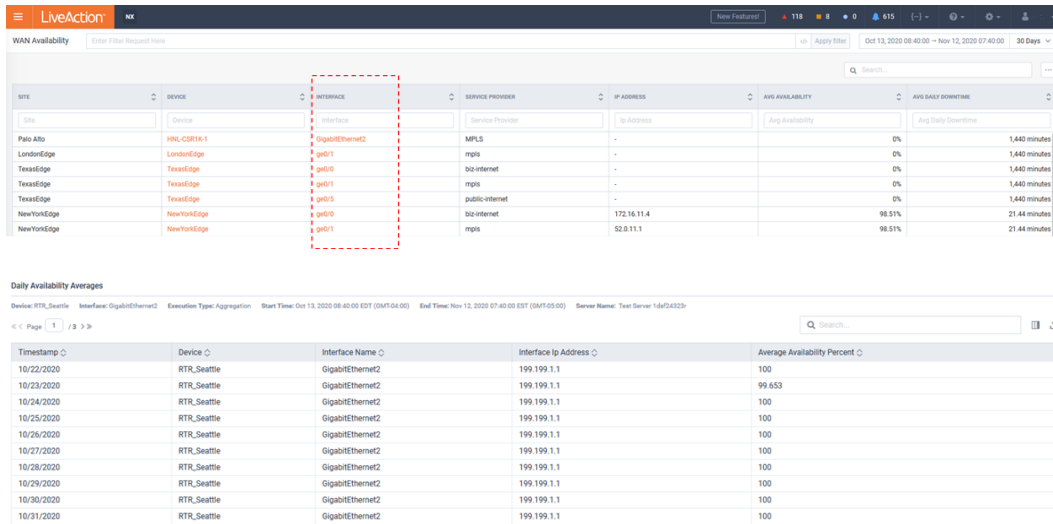 LiveAction NX New Features! 118 8 0 615
WAN Availability Enter Filter Request Here Apply filter Oct 13, 2020 08:40:00 → Nov 12, 2020 07:40:00 30 Days
Search...
SITE DEVICE INTERFACE SERVICE PROVIDER IP ADDRESS AVG AVAILABILITY AVG DAILY DOWNTIME
Site Device Interface Service Provider Ip Address Avg Availability Avg Daily Downtime
Palo Alto HNL-CSR1K-1 GigabitEthernet2 MPLS - 0% 1,440 minutes
LondonEdge LondonEdge ge0/1 mpls - 0% 1,440 minutes
TexasEdge TexasEdge ge0/0 biz-internet - 0% 1,440 minutes
TexasEdge TexasEdge ge0/1 mpls - 0% 1,440 minutes
TexasEdge TexasEdge ge0/5 public-internet - 0% 1,440 minutes
NewYorkEdge NewYorkEdge ge0/0 biz-internet 172.16.11.4 98.51% 21.44 minutes
NewYorkEdge NewYorkEdge ge0/1 mpls 52.0.11.1 98.51% 21.44 minutes
Daily Availability Averages
Device: RTR_Seattle Interface: GigabitEthernet2 Execution Type: Aggregation Start Time: Oct 13, 2020 08:40:00 EDT (GMT-04:00) End Time: Nov 12, 2020 07:40:00 EST (GMT-05:00) Server Name: Test Server 1def24323r
Page 1 / 3 Search...
Timestamp Device Interface Name Interface Ip Address Average Availability Percent
10/22/2020 RTR_Seattle GigabitEthernet2 199.199.1.1 100
10/23/2020 RTR_Seattle GigabitEthernet2 199.199.1.1 99.653
10/24/2020 RTR_Seattle GigabitEthernet2 199.199.1.1 100
10/25/2020 RTR_Seattle GigabitEthernet2 199.199.1.1 100
10/26/2020 RTR_Seattle GigabitEthernet2 199.199.1.1 100
10/27/2020 RTR_Seattle GigabitEthernet2 199.199.1.1 100
10/28/2020 RTR_Seattle GigabitEthernet2 199.199.1.1 100
10/29/2020 RTR_Seattle GigabitEthernet2 199.199.1.1 100
10/30/2020 RTR_Seattle GigabitEthernet2 199.199.1.1 100
10/31/2020 RTR_Seattle GigabitEthernet2 199.199.1.1 100